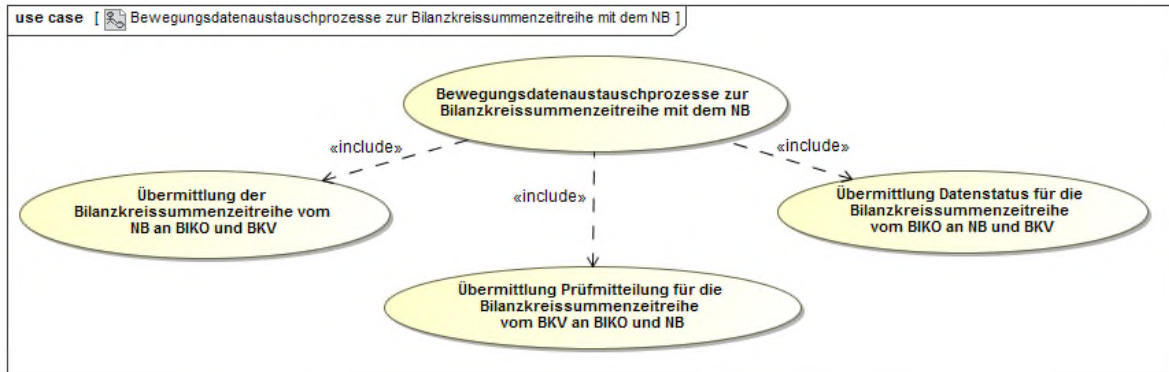 use case [ Bewegungsdatenaustauschprozesse zur Bilanzkreissummenzeitreihe mit dem NB ]
Bewegungsdatenaustauschprozesse zur
Bilanzkreissummenzeitreihe mit dem NB
«include»
«include»
«include»
Übermittlung der
Bilanzkreissummenzeitreihe vom
NB an BIKO und BKV
Übermittlung Datenstatus für die
Bilanzkreissummenzeitreihe
vom BIKO an NB und BKV
Übermittlung Prüfmitteilung für die
Bilanzkreissummenzeitreihe
vom BKV an BIKO und NB